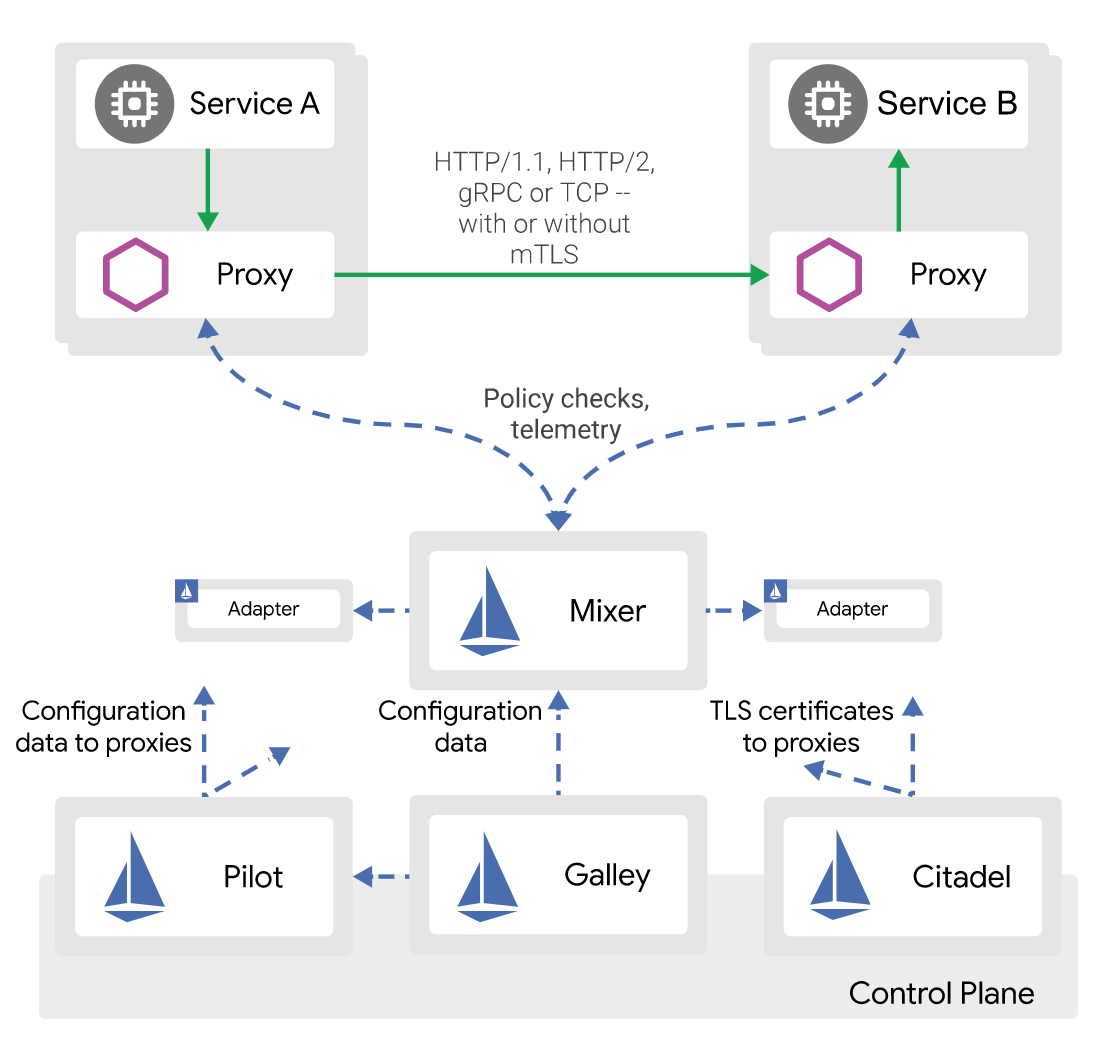 Service A
Service B
HTTP/1.1, HTTP/2,
gRPC or TCP --
with or without
mTLS
Proxy
Proxy
Policy checks,
telemetry
Adapter
Mixer
Adapter
Configuration
data to proxies
Configuration
data
TLS certificates
to proxies
Pilot
Galley
Citadel
Control Plane